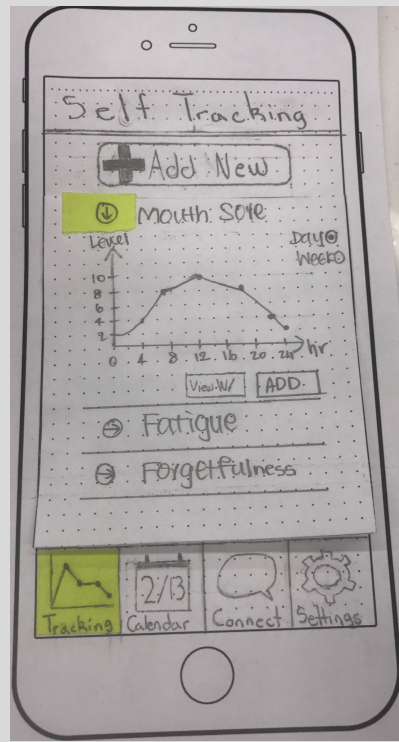 Self Tracking
Add New
Mouth Sore
Level
Day
Week
10
8
6
4
2
0 4 8 12 16 20 24 hr
View W/ ADD
Fatigue
Forgetfulness
2/13
Tracking Calendar Connect Settings